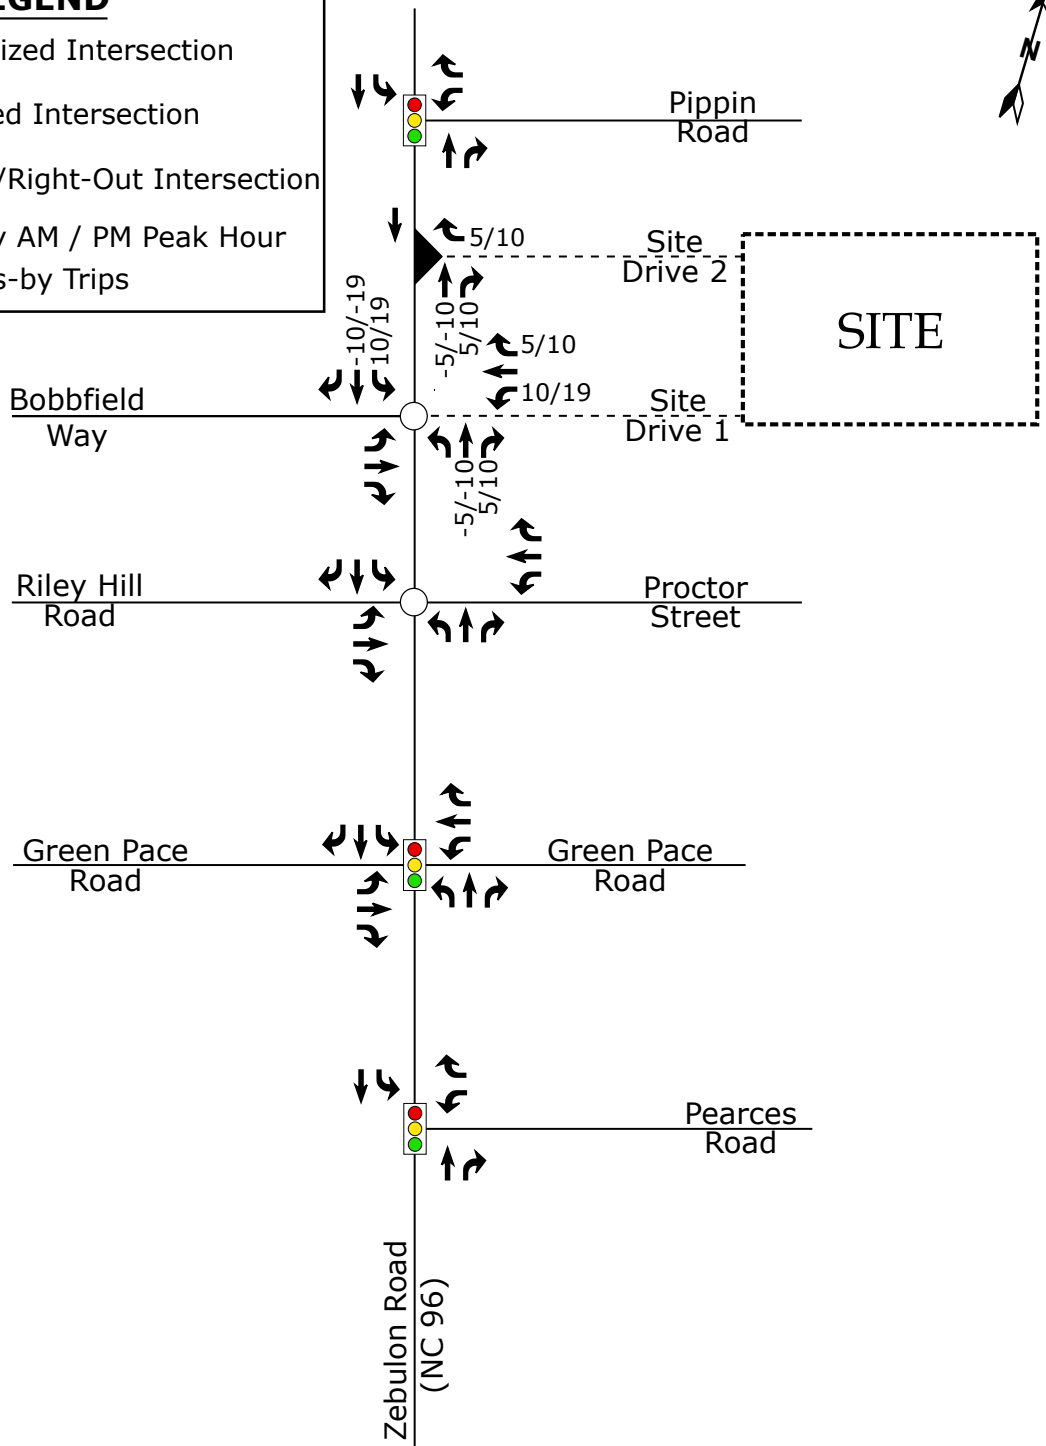 LEGEND
ized Intersection
ed Intersection
/Right-Out Intersection
y AM / PM Peak Hour
s-by Trips
N
Pippin
Road
5/10
Site
Drive 2
-10/-19
10/19
-5/-10
5/10
SITE
5/10
10/19
Bobbfield
Way
Site
Drive 1
-5/-10
5/10
Riley Hill
Road
Proctor
Street
Green Pace
Road
Green Pace
Road
Pearces
Road
Zebulon Road
(NC 96)